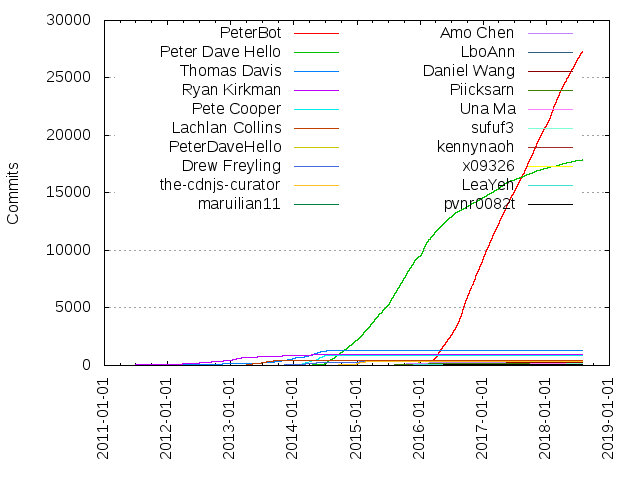 30000
25000
20000
15000
10000
5000
0
Commits
PeterBot
Peter Dave Hello
Thomas Davis
Ryan Kirkman
Pete Cooper
Lachlan Collins
PeterDaveHello
Drew Freyling
the-cdnjs-curator
maruilian11
Amo Chen
LboAnn
Daniel Wang
Piicksarn
Una Ma
sufuf3
kennynaoh
x09326
LeaYeh
pvnr0082t
2011-01-01
2012-01-01
2013-01-01
2014-01-01
2015-01-01
2016-01-01
2017-01-01
2018-01-01
2019-01-01